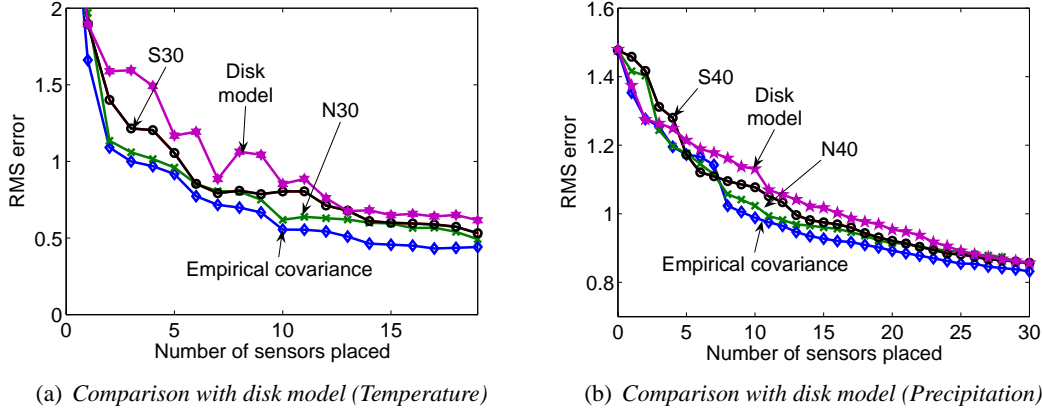 2
1.5
1
0.5
0
0
5
10
15
RMS error
Number of sensors placed
S30
Disk
model
N30
Empirical covariance
(a) Comparison with disk model (Temperature)
1.6
1.4
1.2
1
0.8
0
5
10
15
20
25
30
RMS error
Number of sensors placed
S40
Disk
model
N40
Empirical covariance
(b) Comparison with disk model (Precipitation)